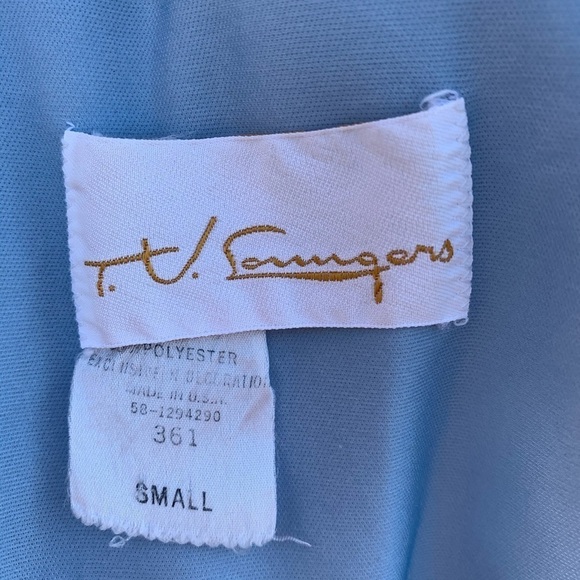 T.V. Loungers
POLYESTER
EXCLUSIVE OF DECORATION
MADE IN U.S.A.
58-1294290
361
SMALL